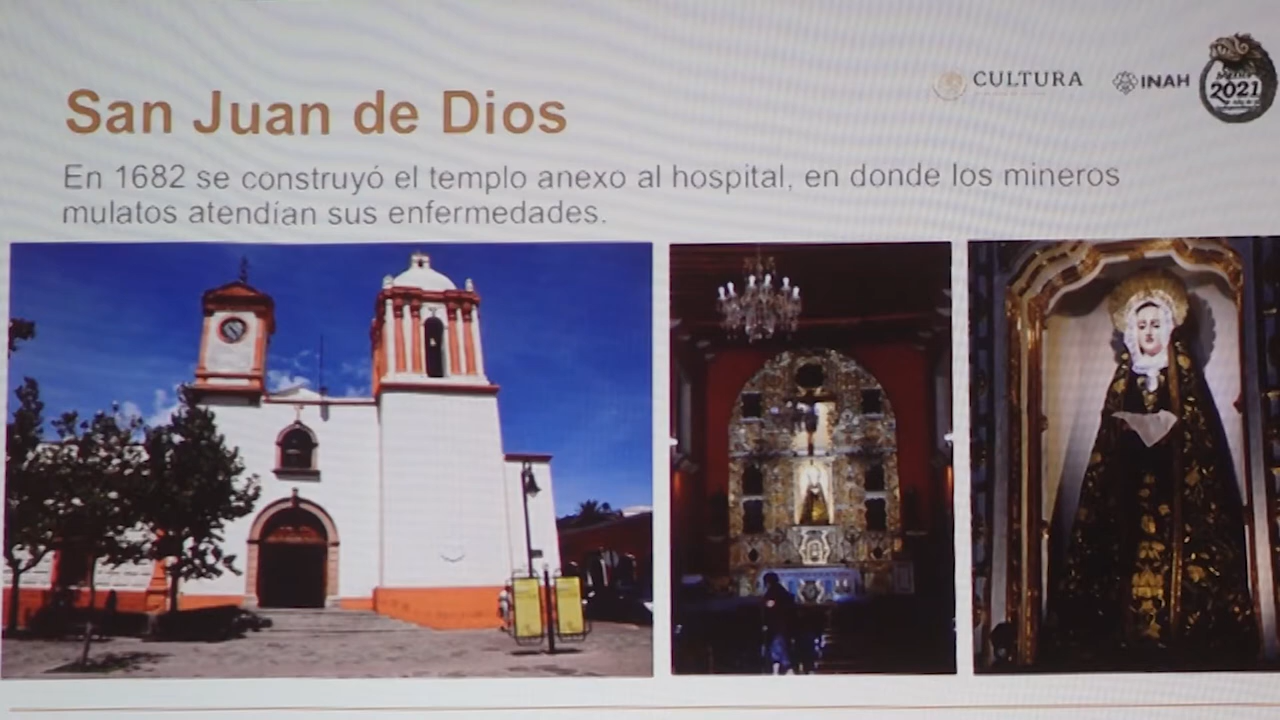 CULTURA
INAH
2021
San Juan de Dios
En 1682 se construyó el templo anexo al hospital, en donde los mineros
mulatos atendían sus enfermedades.